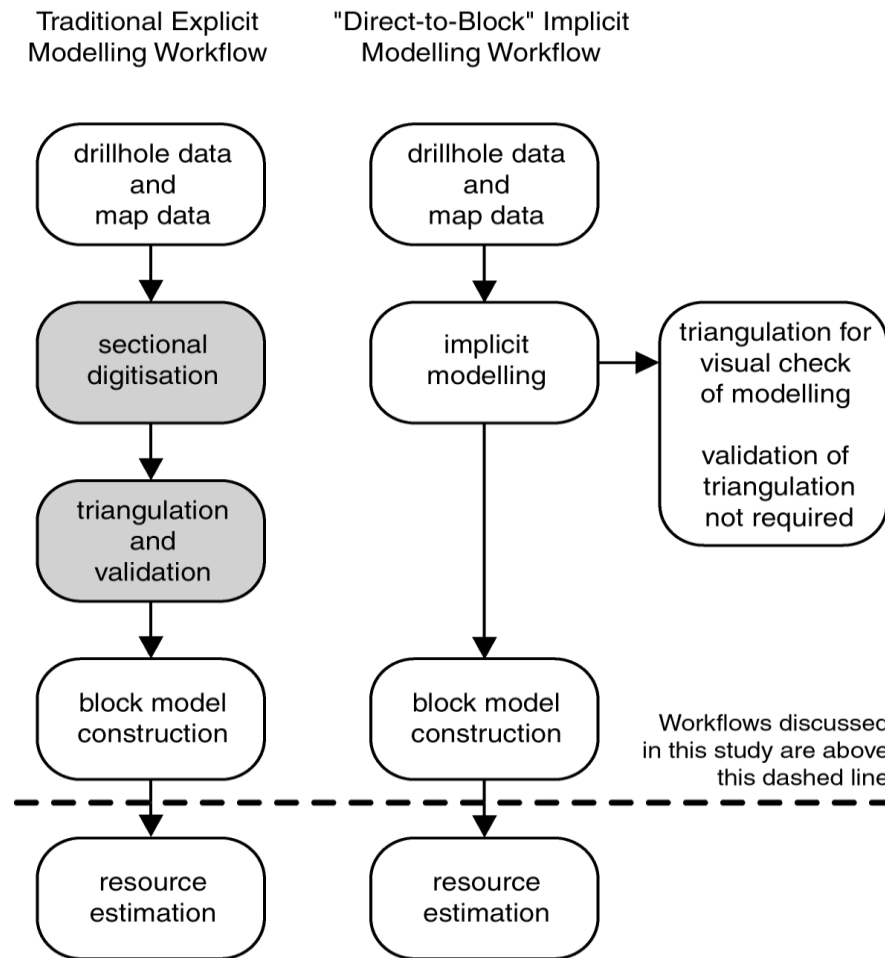 Traditional Explicit
Modelling Workflow
"Direct-to-Block" Implicit
Modelling Workflow
drillhole data
and
map data
drillhole data
and
map data
sectional
digitisation
implicit
modelling
triangulation for
visual check
of modelling
validation of
triangulation
not required
triangulation
and
validation
block model
construction
block model
construction
Workflows discussed
in this study are above
this dashed line
resource
estimation
resource
estimation